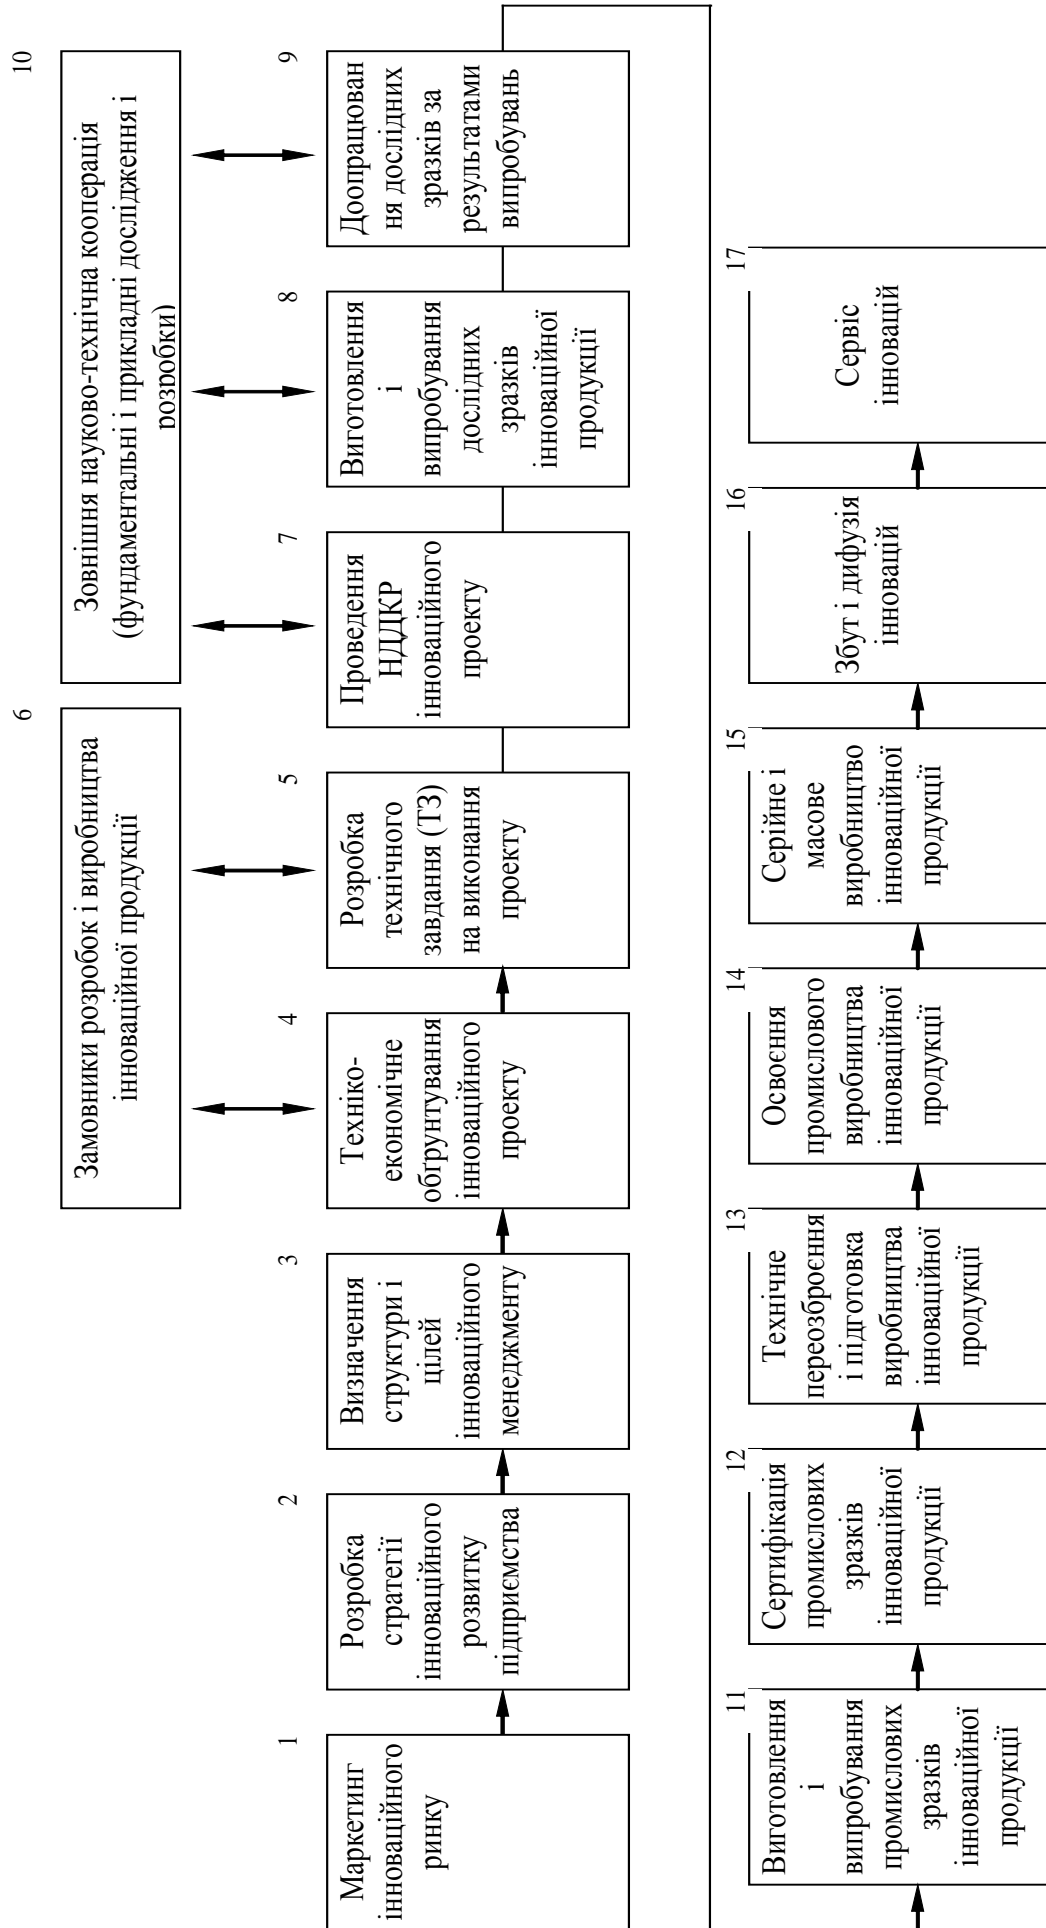 6
Замовники розробок і виробництва
інноваційної продукції
10
Зовнішня науково-технічна кооперація
(фундаментальні і прикладні дослідження і
розробки)
1
Маркетинг
інноваційного
ринку
2
Розробка
стратегії
інноваційного
розвитку
підприємства
3
Визначення
структури і
цілей
інноваційного
менеджменту
4
Техніко-
економічне
обґрунтування
інноваційного
проекту
5
Розробка
технічного
завдання (ТЗ)
на виконання
проекту
7
Проведення
НДДКР
інноваційного
проекту
8
Виготовлення
і
випробування
дослідних
зразків
інноваційної
продукції
9
Доопрацюван
ня дослідних
зразків за
результатами
випробувань
11
Виготовлення
і
випробування
промислових
зразків
інноваційної
продукції
12
Сертифікація
промислових
зразків
інноваційної
продукції
13
Технічне
переозброєння
і підготовка
виробництва
інноваційної
продукції
14
Освоєння
промислового
виробництва
інноваційної
продукції
15
Серійне і
масове
виробництво
інноваційної
продукції
16
Збут і дифузія
інновацій
17
Сервіс
інновацій